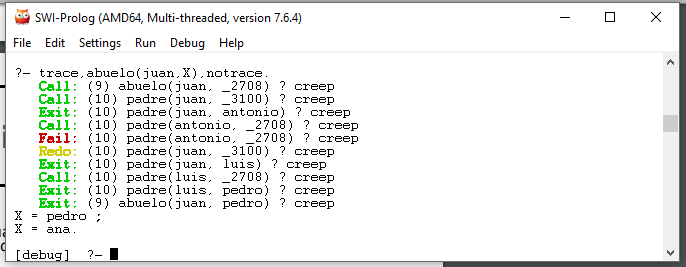 SWI-Prolog (AMD64, Multi-threaded, version 7.6.4)
File Edit Settings Run Debug Help
?- trace,abuelo(juan,X),notrace.
Call: (9) abuelo(juan, _2708) ? creep
Call: (10) padre(juan, _3100) ? creep
Exit: (10) padre(juan, antonio) ? creep
Call: (10) padre(antonio, _2708) ? creep
Fail: (10) padre(antonio, _2708) ? creep
Redo: (10) padre(juan, _3100) ? creep
Exit: (10) padre(juan, luis) ? creep
Call: (10) padre(luis, _2708) ? creep
Exit: (10) padre(luis, pedro) ? creep
Exit: (9) abuelo(juan, pedro) ? creep
X = pedro ;
X = ana.
[debug]  ?-